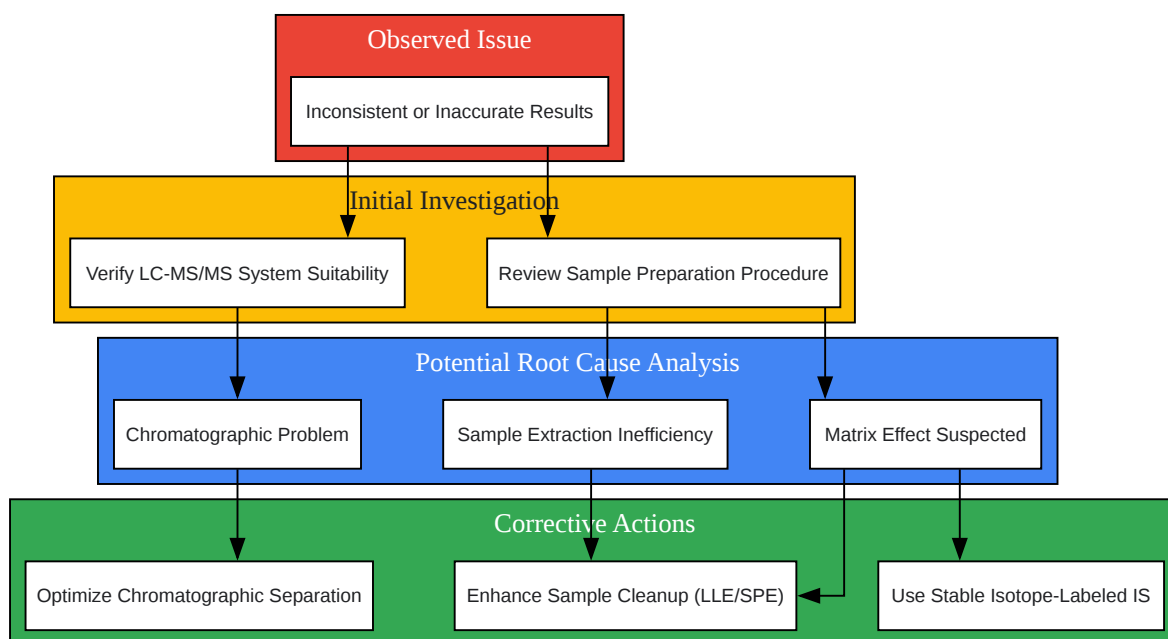 Observed Issue
Inconsistent or Inaccurate Results
Initial Investigation
Verify LC-MS/MS System Suitability
Review Sample Preparation Procedure
Potential Root Cause Analysis
Chromatographic Problem
Sample Extraction Inefficiency
Matrix Effect Suspected
Corrective Actions
Optimize Chromatographic Separation
Enhance Sample Cleanup (LLE/SPE)
Use Stable Isotope-Labeled IS